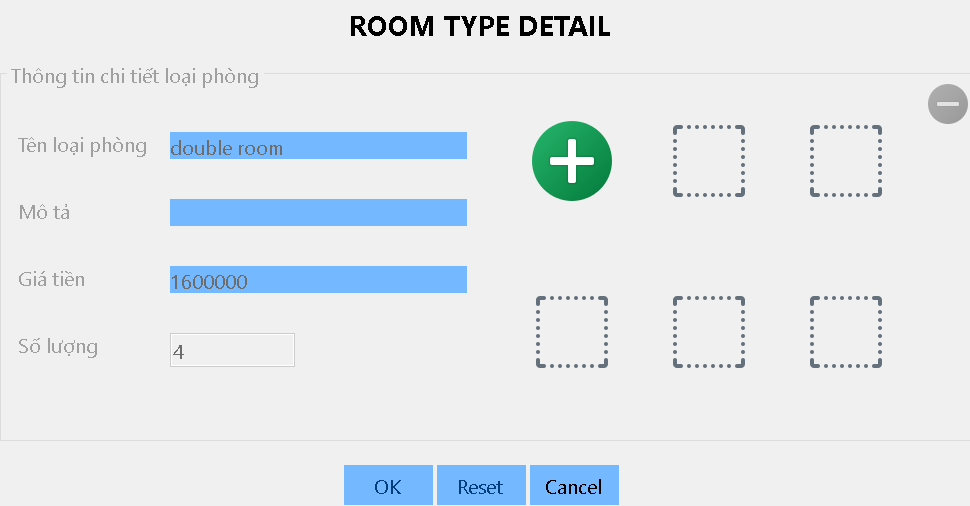 ROOM TYPE DETAIL
Thông tin chi tiết loại phòng
Tên loại phòng double room
Mô tả
Giá tiền 1600000
Số lượng 4
OK Reset Cancel